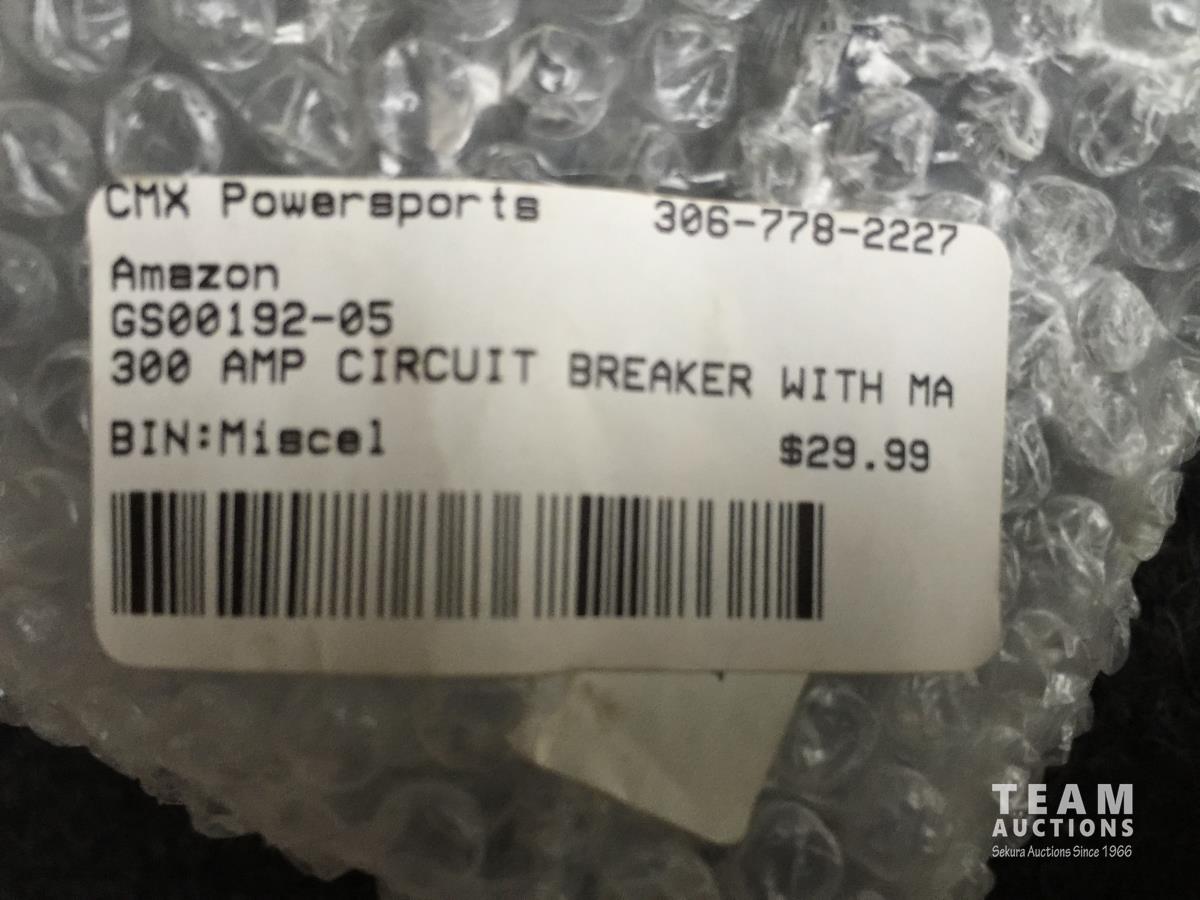 CMX Powersports 306-778-2227
Amazon
GS00192-05
300 AMP CIRCUIT BREAKER WITH MA
BIN:Miscel $29.99
TEAM
AUCTIONS
Sekura Auctions Since 1966